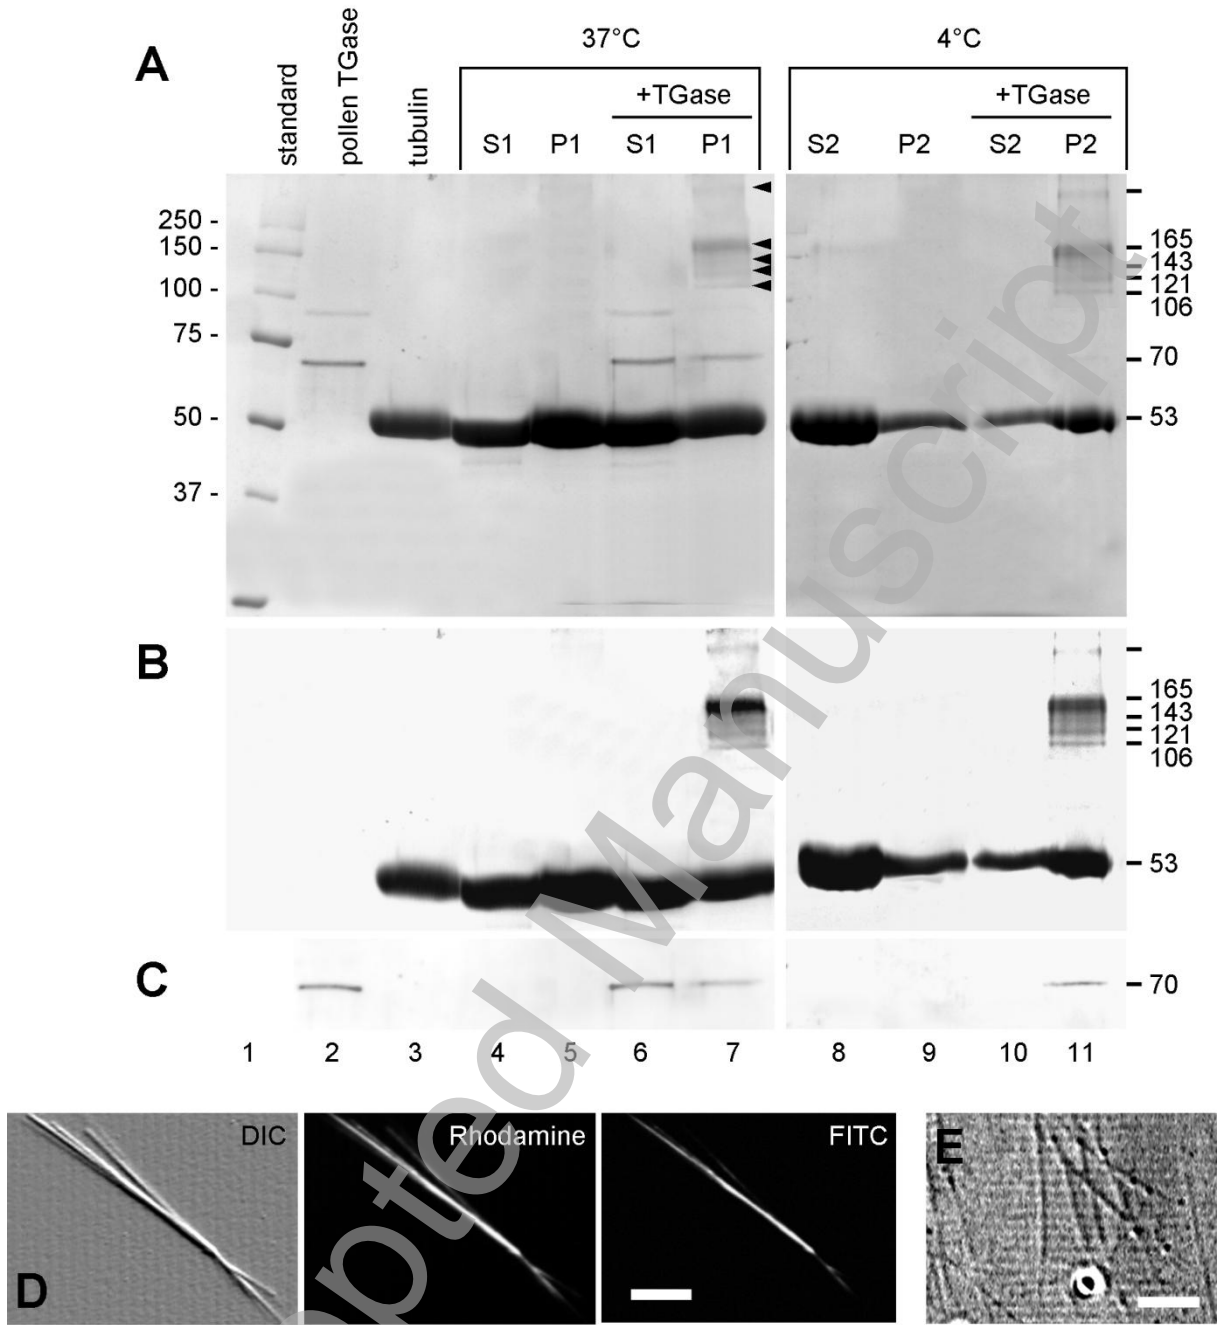 A
37°C
4°C
standard
pollen TGase
tubulin
+TGase
+TGase
S1 P1 S1 P1
S2 P2 S2 P2
250 -
150 -
100 -
75 -
50 -
37 -
165
143
121
106
70
53
B
165
143
121
106
53
C
70
1 2 3 4 5 6 7 8 9 10 11
D
DIC
Rhodamine
FITC
E
pted Manuscript